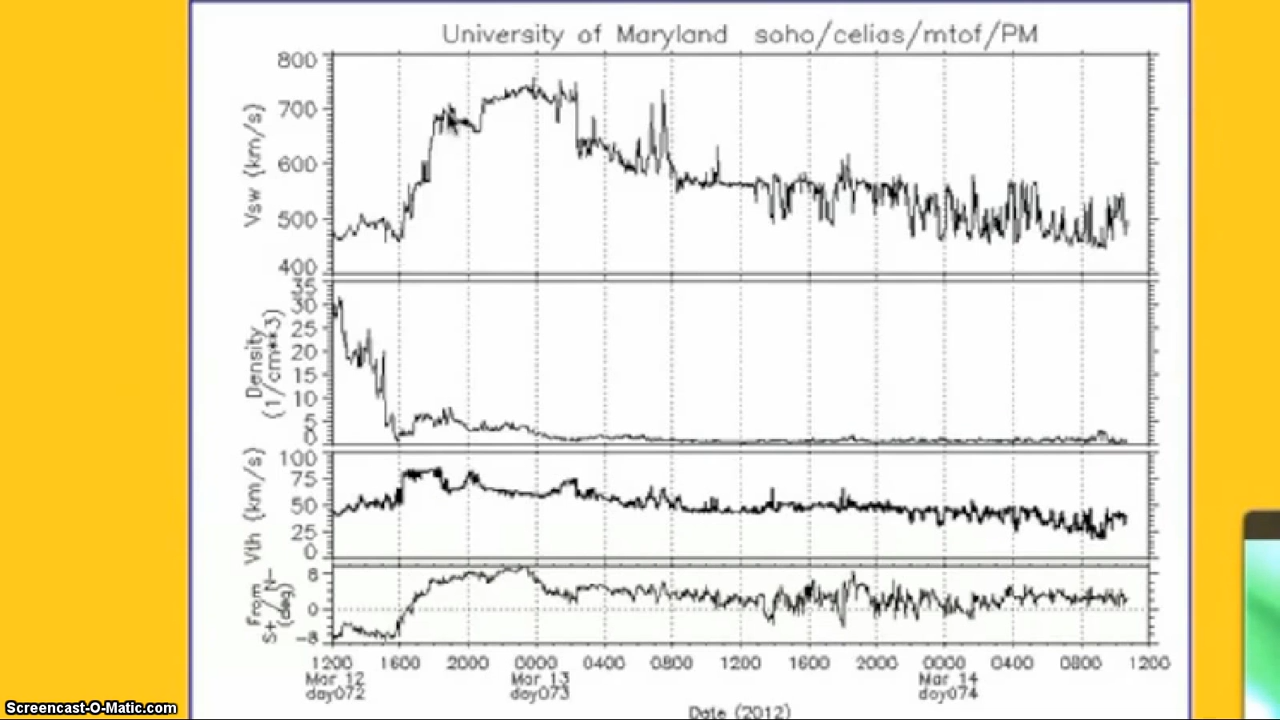 University of Maryland soho/celias/mtof/PM
800
700
600
500
400
Vsw (km/s)
35
30
25
20
15
10
5
0
Density
(1/cm**3)
100
75
50
25
0
Vth (km/s)
8
0
-8
From
S+/N-
(deg)
1200 1600 2000 0000 0400 0800 1200 1600 2000 0000 0400 0800 1200
Mar 12 Mar 13 Mar 14
day072 day073 day074
Date (2012)
Screencast-O-Matic.com